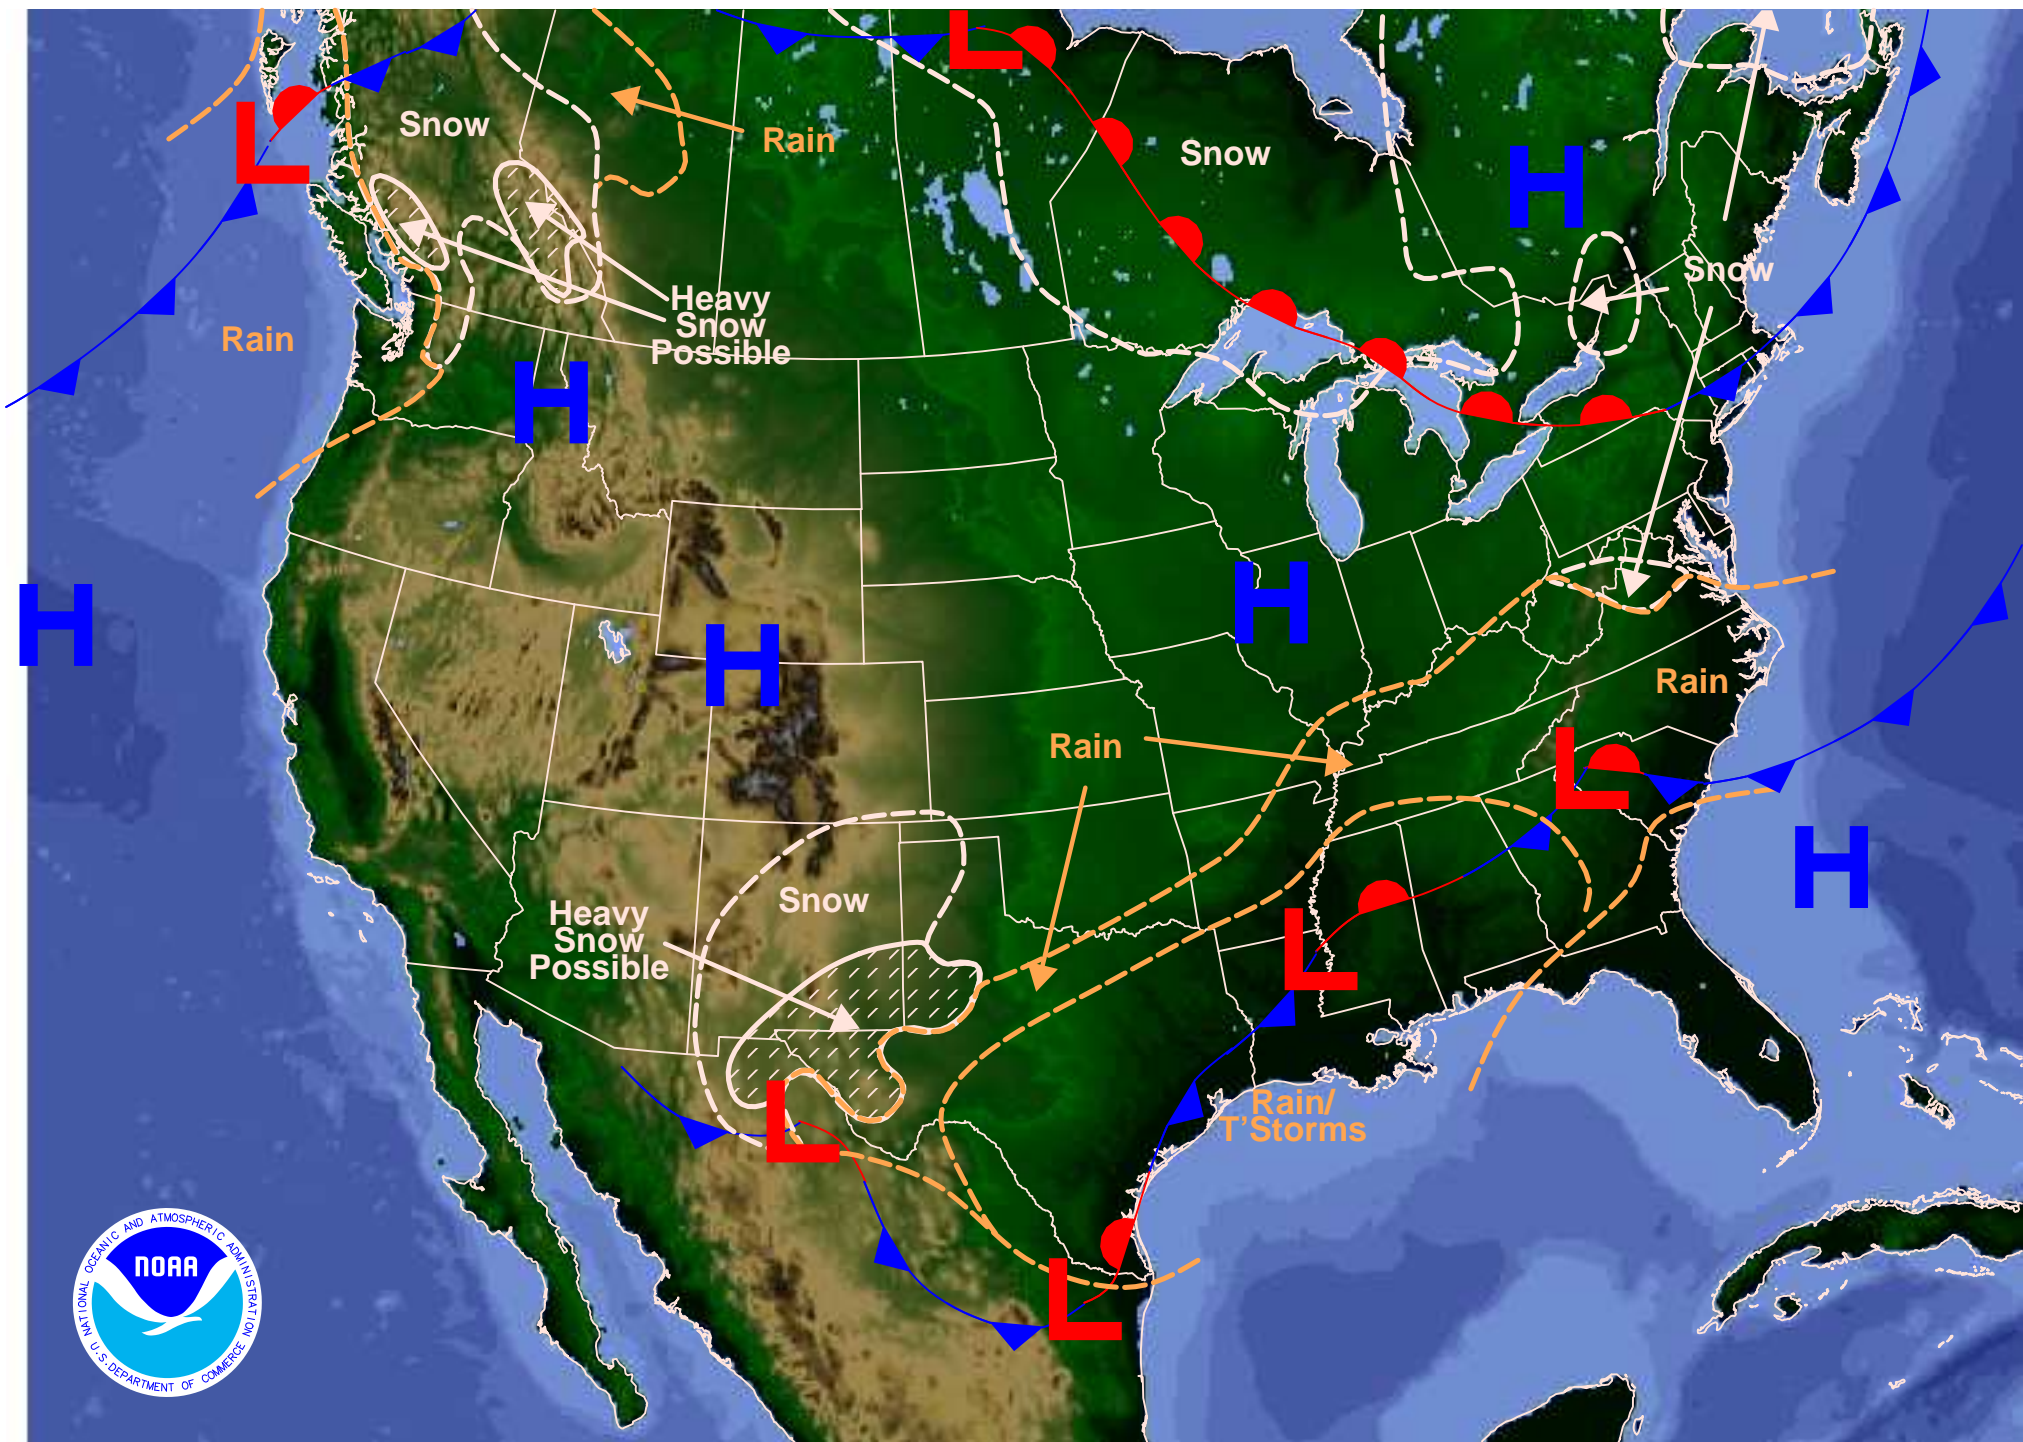 L
Snow
Rain
Snow
L
H
Snow
Heavy
Snow
Possible
Rain
H
H
H
H
Rain
Rain
L
H
Snow
Heavy
Snow
Possible
L
Rain/
T'Storms
L
L
NATIONAL OCEANIC AND ATMOSPHERIC ADMINISTRATION
NOAA
U.S. DEPARTMENT OF COMMERCE